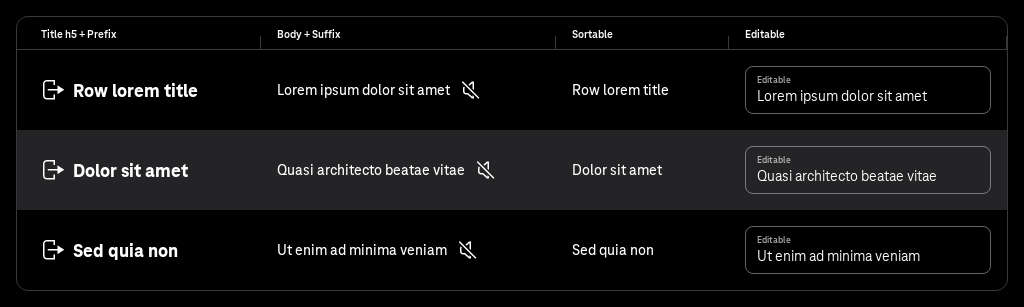 Title h5 + Prefix
Body + Suffix
Sortable
Editable
Row lorem title
Lorem ipsum dolor sit amet
Row lorem title
Editable
Lorem ipsum dolor sit amet
Dolor sit amet
Quasi architecto beatae vitae
Dolor sit amet
Editable
Quasi architecto beatae vitae
Sed quia non
Ut enim ad minima veniam
Sed quia non
Editable
Ut enim ad minima veniam